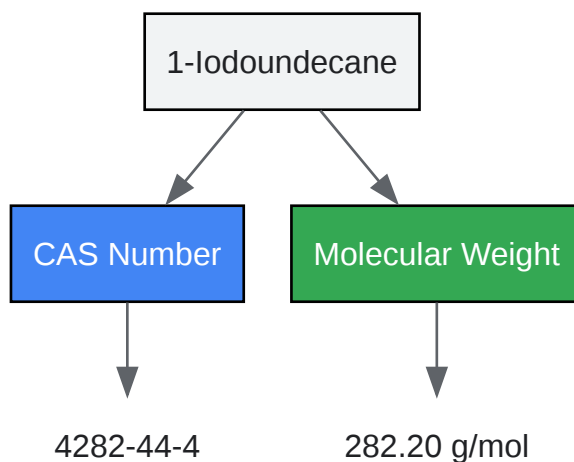 1-Iodoundecane
CAS Number
Molecular Weight
4282-44-4
282.20 g/mol